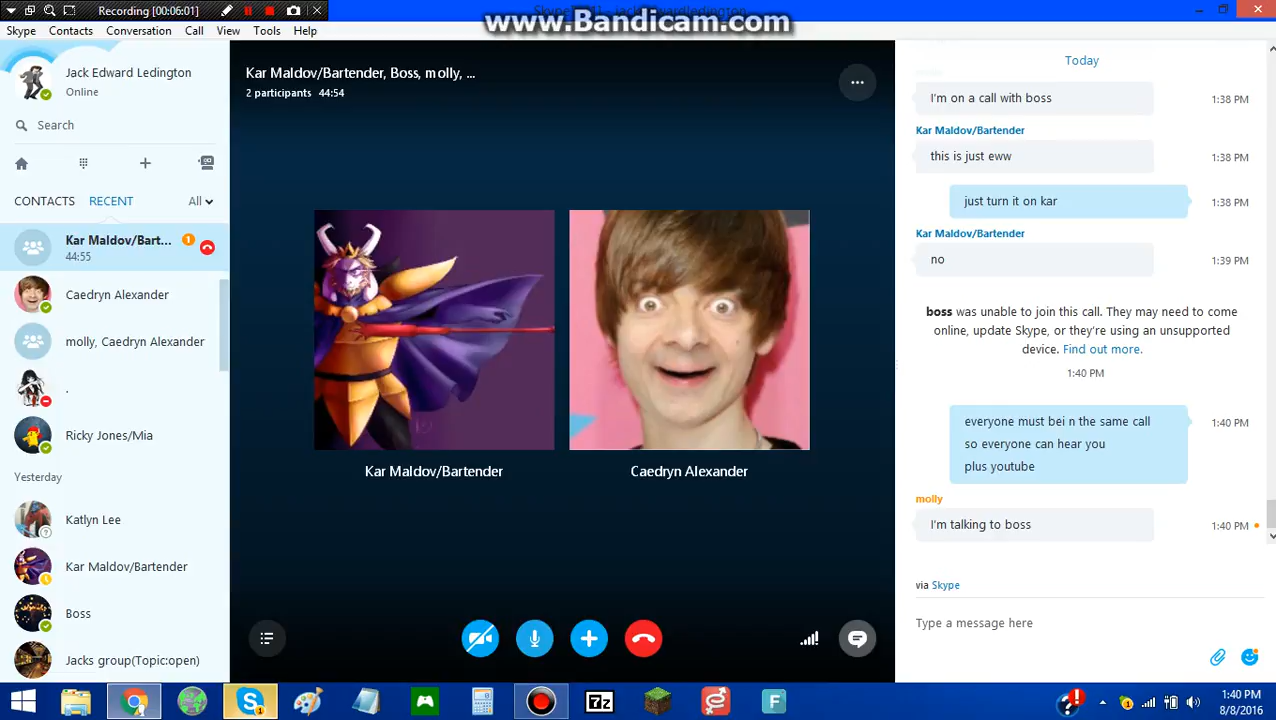 Recording [00:06:01]
www.Bandicam.com
Skype Contacts Conversation Call View Tools Help
Jack Edward Ledington
Online
Search
CONTACTS RECENT All
Kar Maldov/Bart... 1
44:55
Caedryn Alexander
molly, Caedryn Alexander
.
Ricky Jones/Mia
Yesterday
Katlyn Lee
Kar Maldov/Bartender
Boss
Jacks group(Topic:open)
Kar Maldov/Bartender, Boss, molly, ...
2 participants 44:54
Kar Maldov/Bartender
Caedryn Alexander
Today
I'm on a call with boss 1:38 PM
Kar Maldov/Bartender
this is just eww 1:38 PM
just turn it on kar 1:38 PM
Kar Maldov/Bartender
no 1:39 PM
boss was unable to join this call. They may need to come
online, update Skype, or they're using an unsupported
device. Find out more.
1:40 PM
everyone must bei n the same call 1:40 PM
so everyone can hear you
plus youtube
molly
I'm talking to boss 1:40 PM
via Skype
Type a message here
7z
F
1:40 PM
8/8/2016